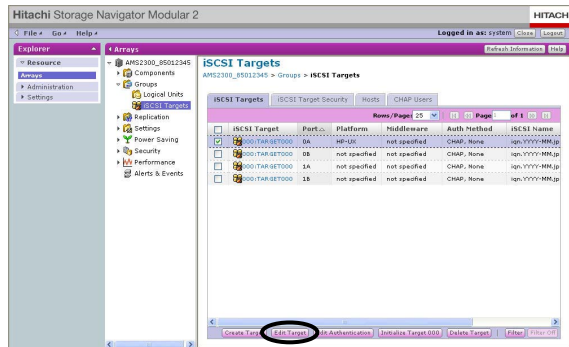 Hitachi Storage Navigator Modular 2
HITACHI
File Go Help
Logged in as: system Close Logout
Explorer
Arrays
Refresh Information Help
Resource
Arrays
Administration
Settings
AMS2300_85012345
Components
Groups
Logical Units
iSCSI Targets
Replication
Settings
Power Saving
Security
Performance
Alerts & Events
iSCSI Targets
AMS2300_85012345 > Groups > iSCSI Targets
iSCSI Targets iSCSI Target Security Hosts CHAP Users
Rows/Page: 25 Page 1 of 1
iSCSI Target Port Platform Middleware Auth Method iSCSI Name
000:TARGET000 0A HP-UX not specified CHAP, None iqn.YYYY-MM.jp
000:TARGET000 0B not specified not specified CHAP, None iqn.YYYY-MM.jp
000:TARGET000 1A not specified not specified CHAP, None iqn.YYYY-MM.jp
000:TARGET000 1B not specified not specified CHAP, None iqn.YYYY-MM.jp
Create Target Edit Target Edit Authentication Initialize Target 000 Delete Target Filter Filter Off